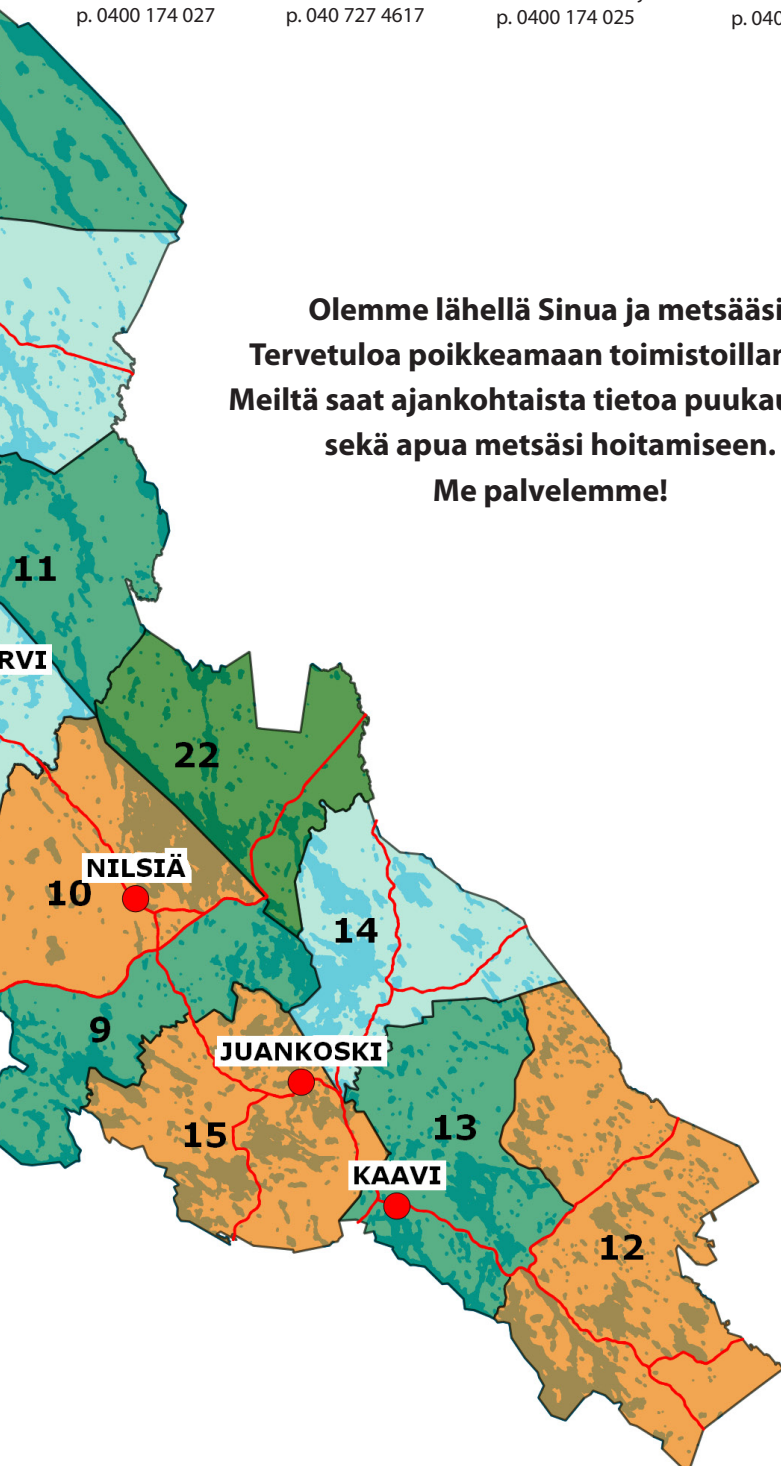 p. 0400 174 027
p. 040 727 4617
p. 0400 174 025
p. 040
Olemme lähellä Sinua ja metsääsi
Tervetuloa poikkeamaan
Meiltä saat ajankohtaista tietoa
sekä apua metsäsi hoitamiseen.
Me palvelemme!
11
RVI
22
NILSIÄ
10
14
9
JUANKOSKI
15
13
KAAVI
12